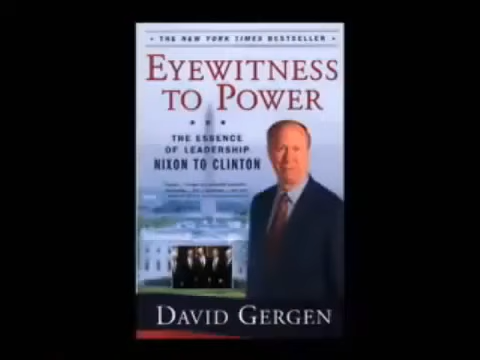 THE NEW YORK TIMES BESTSELLER
EYEWITNESS
TO POWER
THE ESSENCE
OF LEADERSHIP
NIXON TO CLINTON
DAVID GERGEN